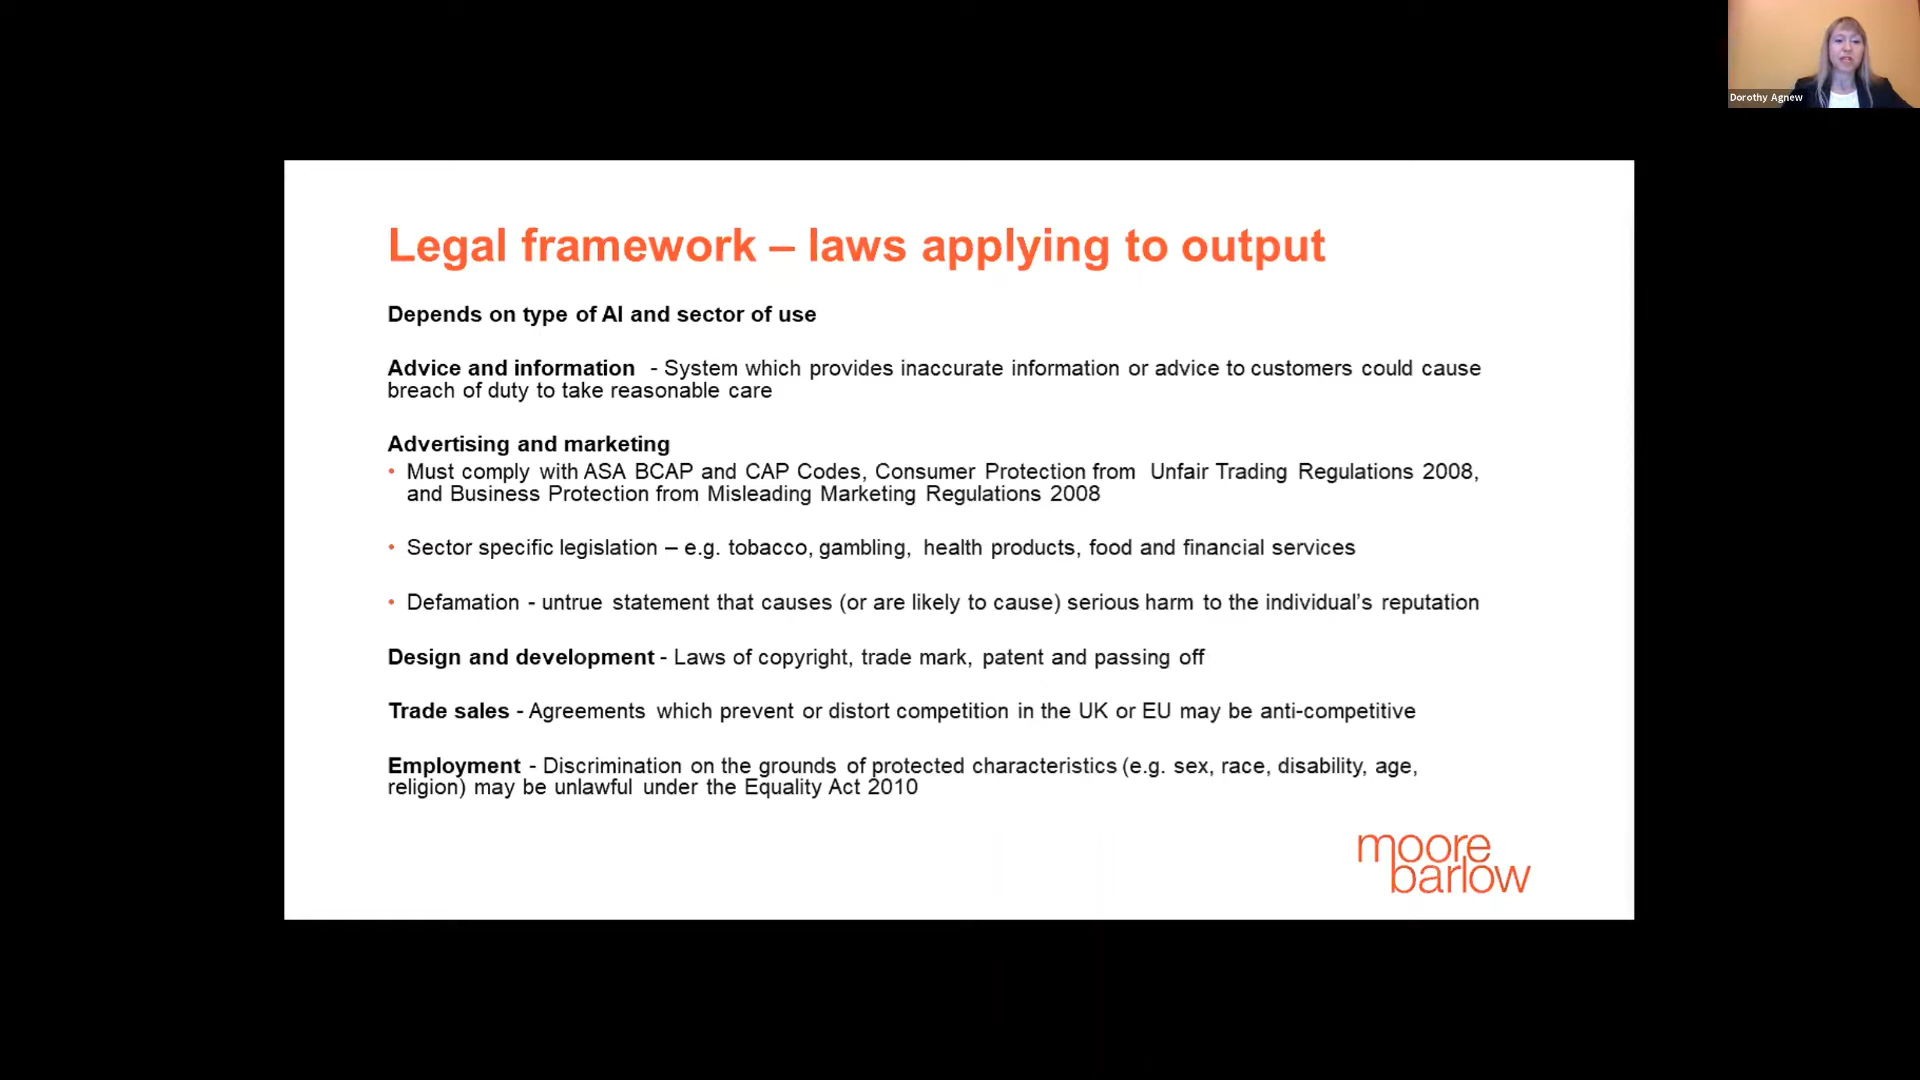 Dorothy Agnew
Legal framework – laws applying to output
Depends on type of AI and sector of use
Advice and information - System which provides inaccurate information or advice to customers could cause
breach of duty to take reasonable care
Advertising and marketing
• Must comply with ASA BCAP and CAP Codes, Consumer Protection from Unfair Trading Regulations 2008,
and Business Protection from Misleading Marketing Regulations 2008
• Sector specific legislation – e.g. tobacco, gambling, health products, food and financial services
• Defamation - untrue statement that causes (or are likely to cause) serious harm to the individual’s reputation
Design and development - Laws of copyright, trade mark, patent and passing off
Trade sales - Agreements which prevent or distort competition in the UK or EU may be anti-competitive
Employment - Discrimination on the grounds of protected characteristics (e.g. sex, race, disability, age,
religion) may be unlawful under the Equality Act 2010
moore
barlow